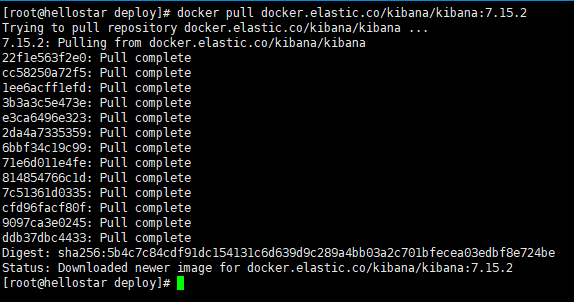 [root@hellostar deploy]# docker pull docker.elastic.co/kibana/kibana:7.15.2
Trying to pull repository docker.elastic.co/kibana/kibana ...
7.15.2: Pulling from docker.elastic.co/kibana/kibana
22f1e563f2e0: Pull complete
cc58250a72f5: Pull complete
1ee6acff1efd: Pull complete
3b3a3c5e473e: Pull complete
e3ca6496e323: Pull complete
2da4a7335359: Pull complete
6bbf34c19c99: Pull complete
71e6d011e4fe: Pull complete
814854766c1d: Pull complete
7c51361d0335: Pull complete
cfd96facf80f: Pull complete
9097ca3e0245: Pull complete
ddb37dbc4433: Pull complete
Digest: sha256:5b4c7c84cdf91dc154131c6d639d9c289a4bb03a2c701bfecea03edbf8e724be
Status: Downloaded newer image for docker.elastic.co/kibana/kibana:7.15.2
[root@hellostar deploy]#